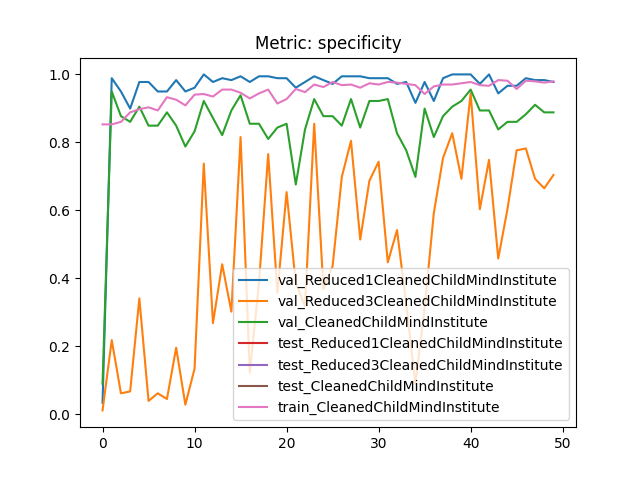 Metric: specificity
1.0
0.8
0.6
0.4
0.2
0.0
0
10
20
30
40
50
val_Reduced1CleanedChildMindInstitute
val_Reduced3CleanedChildMindInstitute
val_CleanedChildMindInstitute
test_Reduced1CleanedChildMindInstitute
test_Reduced3CleanedChildMindInstitute
test_CleanedChildMindInstitute
train_CleanedChildMindInstitute